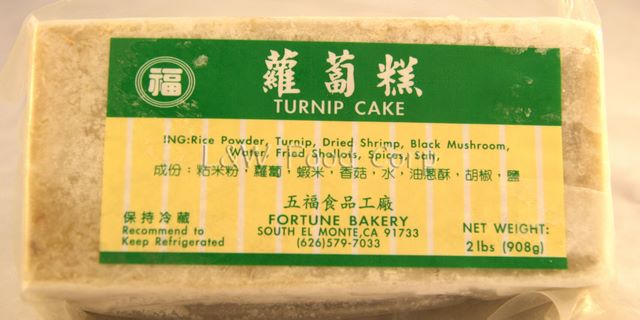 福
蘿蔔糕
TURNIP CAKE
ING:Rice Powder, Turnip, Dried Shrimp, Black Mushroom,
Water, Fried Shallots, Spices, Salt,
成份：粘米粉，蘿蔔，蝦米，香菇，水，油蔥酥，胡椒，鹽
五福食品工廠
FORTUNE BAKERY
SOUTH EL MONTE,CA 91733
(626)579-7033
保持冷藏
Recommend to
Keep Refrigerated
NET WEIGHT:
2 lbs (908g)